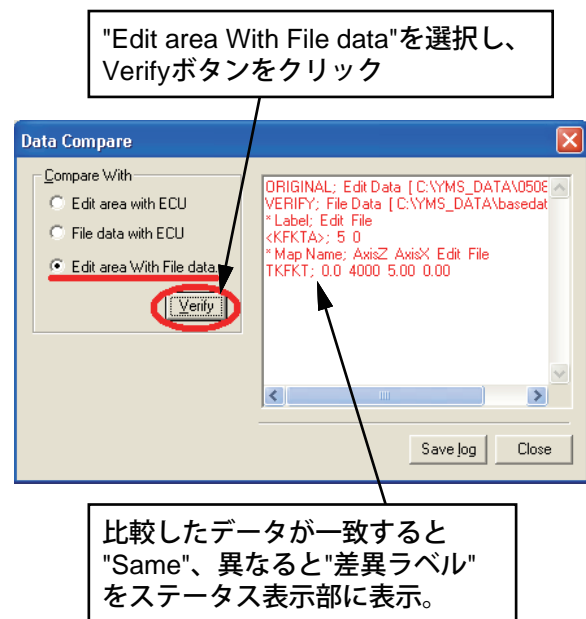 "Edit area With File data"を選択し、
Verifyボタンをクリック
Data Compare
Compare With
Edit area with ECU
File data with ECU
Edit area With File data.
Verify
ORIGINAL; Edit Data [ C:\YMS_DATA\0508
VERIFY; File Data [ C:\YMS_DATA\basedat
* Label; Edit File
<KFKTA>; 5 0
* Map Name; AxisZ AxisX Edit File
TKFKT; 0.0 4000 5.00 0.00
Save log
Close
比較したデータが一致すると
"Same"、異なると"差異ラベル"
をステータス表示部に表示。